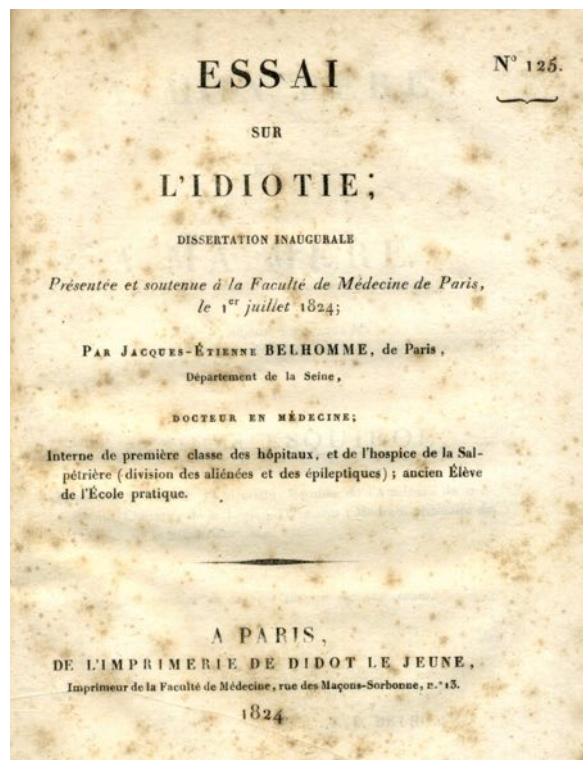 ESSAI
N° 125.
SUR
L'IDIOTIE;
DISSERTATION INAUGURALE
Présentée et soutenue à la Faculté de Médecine de Paris,
le 1er juillet 1824;
PAR JACQUES-ÉTIENNE BELHOMME, de Paris,
Département de la Seine,
DOCTEUR EN MÉDECINE;
Interne de première classe des hôpitaux, et de l'hospice de la Sal-
pétrière (division des aliénées et des épileptiques); ancien Élève
de l'École pratique.
A PARIS,
DE L'IMPRIMERIE DE DIDOT LE JEUNE,
Imprimeur de la Faculté de Médecine, rue des Maçons-Sorbonne, n.° 13.
1824.